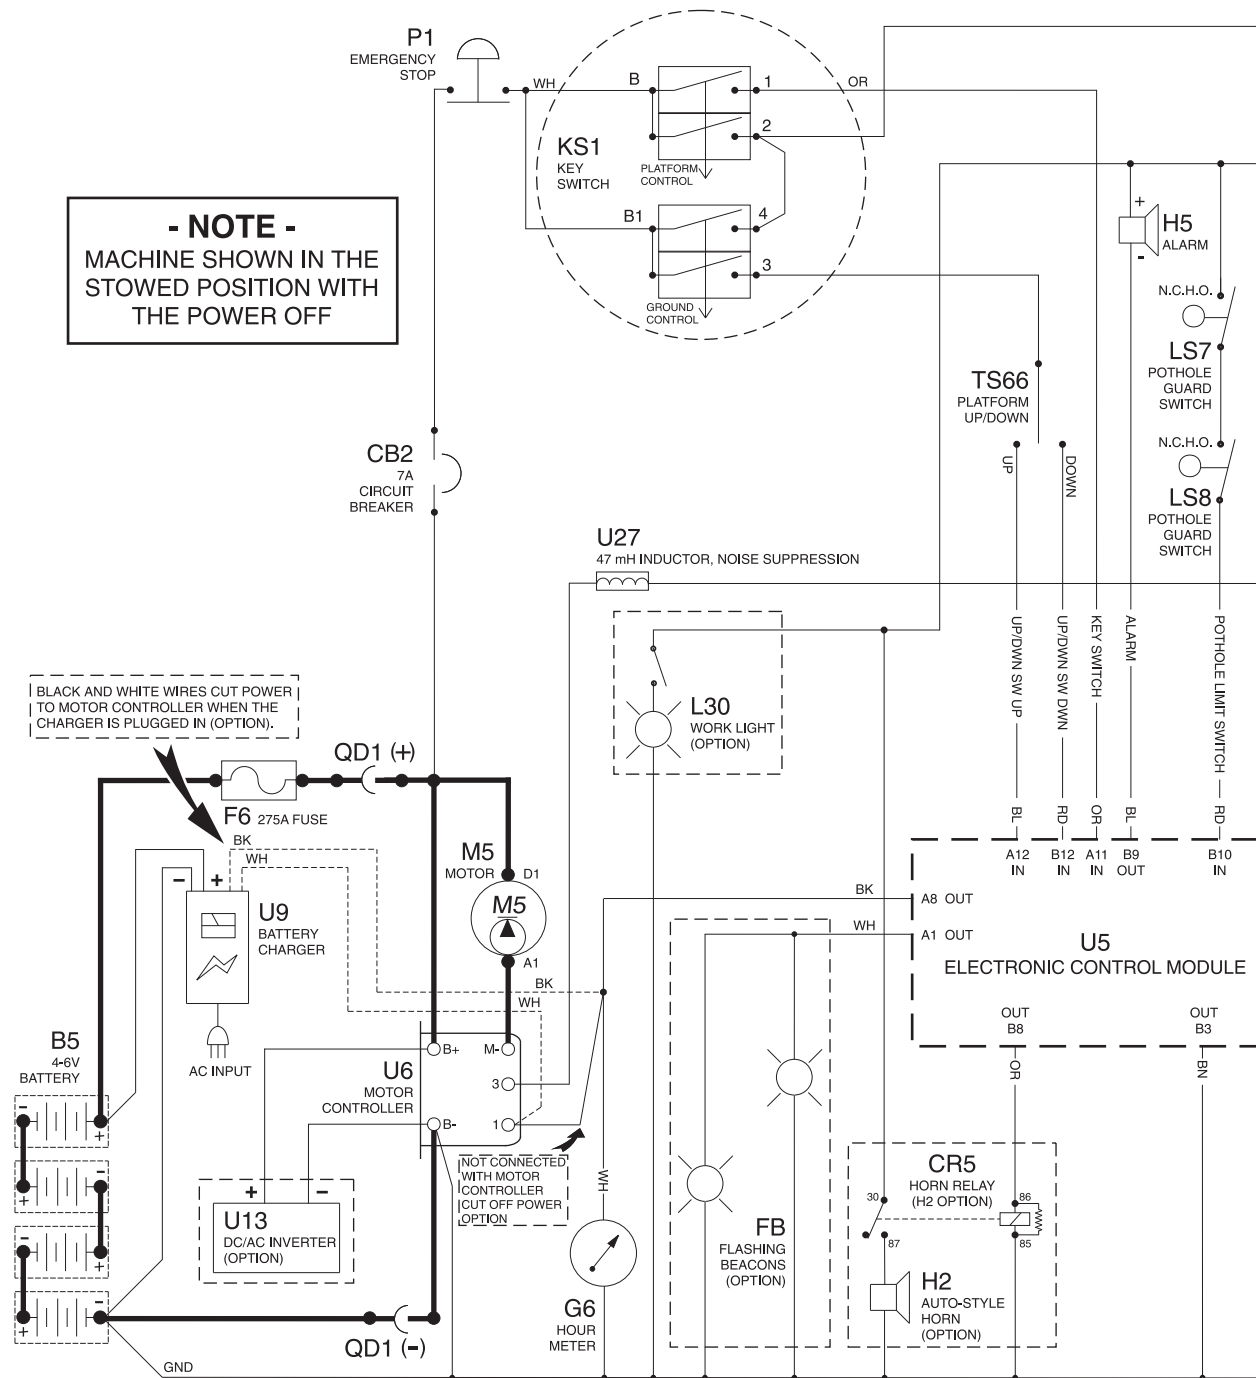 P1
EMERGENCY
STOP
WH
B
1
OR
2
KS1
KEY
SWITCH
PLATFORM
CONTROL
B1
4
3
GROUND
CONTROL
- NOTE -
MACHINE SHOWN IN THE
STOWED POSITION WITH
THE POWER OFF
+
H5
ALARM
-
N.C.H.O.
LS7
POTHOLE
GUARD
SWITCH
TS66
PLATFORM
UP/DOWN
UP
DOWN
N.C.H.O.
LS8
POTHOLE
GUARD
SWITCH
CB2
7A
CIRCUIT
BREAKER
U27
47 mH INDUCTOR, NOISE SUPPRESSION
UP/DWN SW UP
UP/DWN SW DWN
KEY SWITCH
ALARM
POTHOLE LIMIT SWITCH
BL
RD
OR
BL
RD
L30
WORK LIGHT
(OPTION)
BLACK AND WHITE WIRES CUT POWER
TO MOTOR CONTROLLER WHEN THE
CHARGER IS PLUGGED IN (OPTION).
QD1 (+)
F6 275A FUSE
BK
WH
- +
U9
BATTERY
CHARGER
AC INPUT
M5
MOTOR
D1
M5
A1
BK
WH
A12
IN
B12
IN
A11
IN
B9
OUT
B10
IN
BK
A8 OUT
WH
A1 OUT
U5
ELECTRONIC CONTROL MODULE
OUT
B8
OUT
B3
OR
BN
B5
4-6V
BATTERY
- +
+ -
- +
+ -
U6
MOTOR
CONTROLLER
B+
M-
3
B-
1
NOT CONNECTED
WITH MOTOR
CONTROLLER
CUT OFF POWER
OPTION
+ -
U13
DC/AC INVERTER
(OPTION)
WH
G6
HOUR
METER
FB
FLASHING
BEACONS
(OPTION)
CR5
HORN RELAY
(H2 OPTION)
30
87
86
85
H2
AUTO-STYLE
HORN
(OPTION)
QD1 (-)
GND